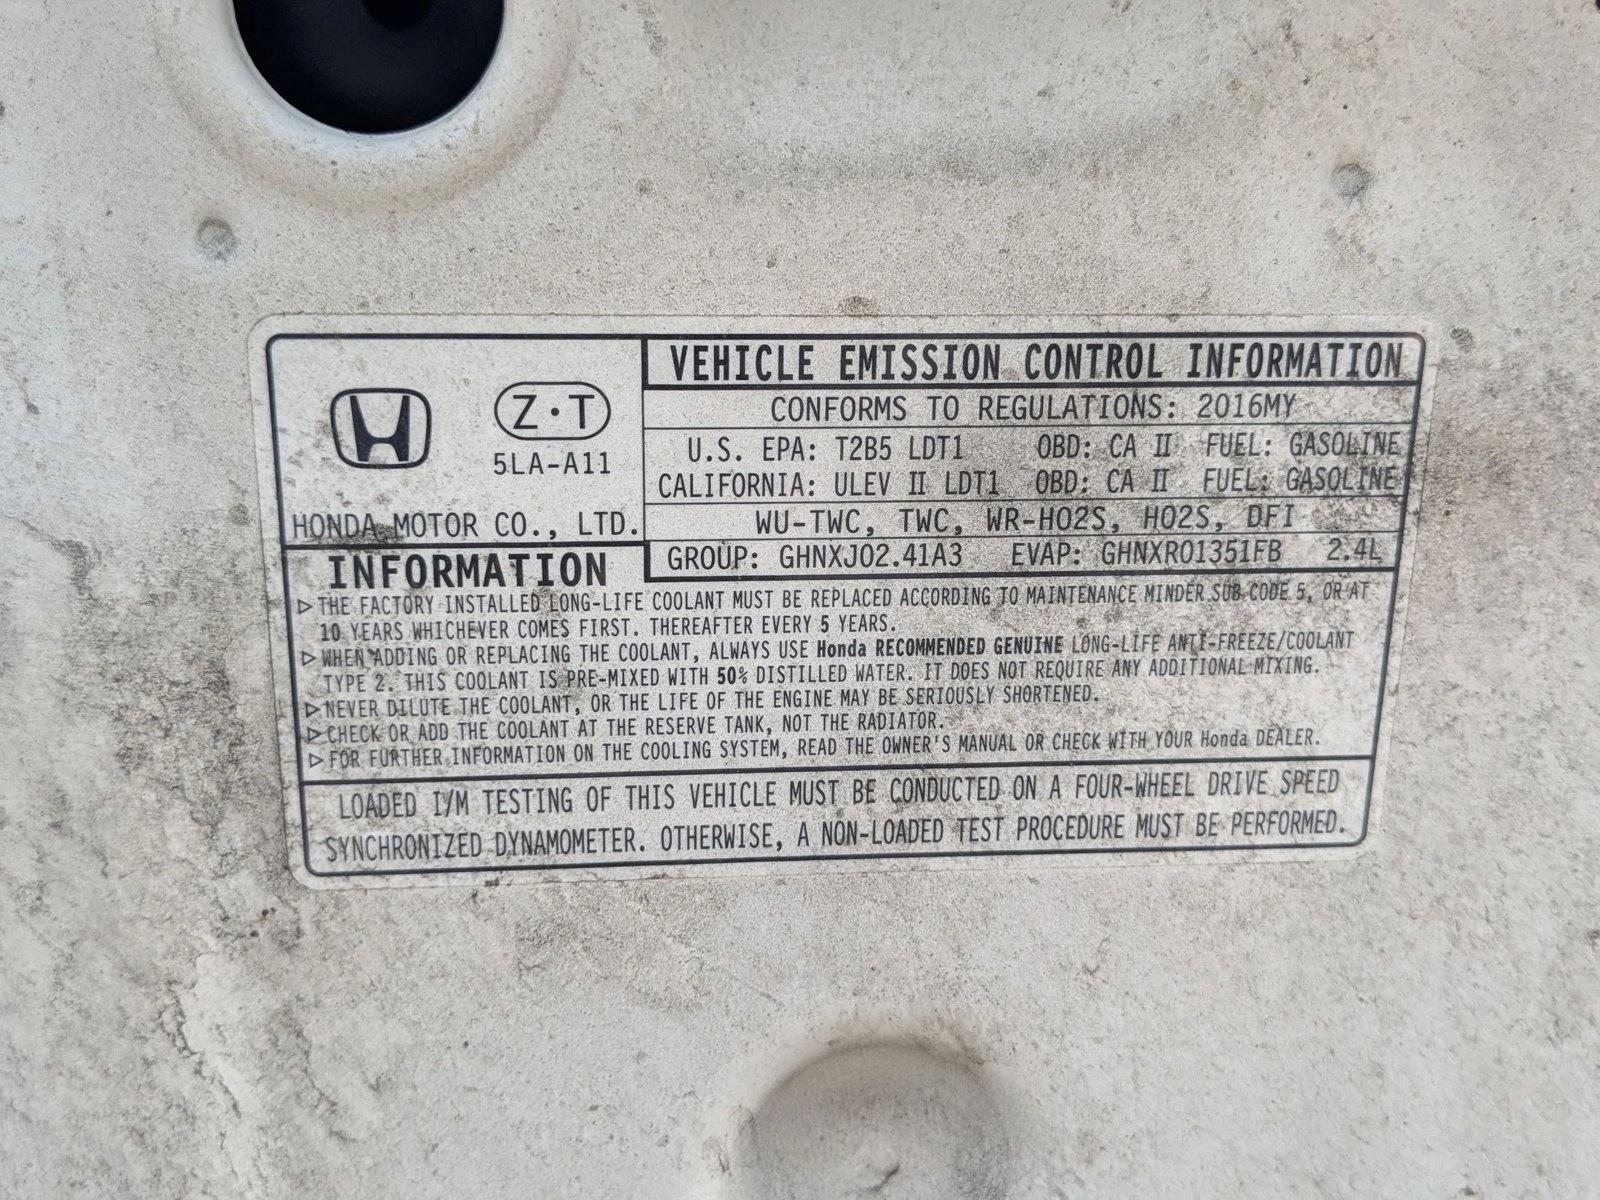 VEHICLE EMISSION CONTROL INFORMATION
Z·T
5LA-A11
HONDA MOTOR CO., LTD.
CONFORMS TO REGULATIONS: 2016MY
U.S. EPA: T2B5 LDT1 OBD: CA II FUEL: GASOLINE
CALIFORNIA: ULEV II LDT1 OBD: CA II FUEL: GASOLINE
WU-TWC, TWC, WR-HO2S, HO2S, DFI
GROUP: GHNXJ02.41A3 EVAP: GHNXR01351FB 2.4L
INFORMATION
▷THE FACTORY INSTALLED LONG-LIFE COOLANT MUST BE REPLACED ACCORDING TO MAINTENANCE MINDER SUB CODE 5, OR AT
10 YEARS WHICHEVER COMES FIRST. THEREAFTER EVERY 5 YEARS.
▷WHEN ADDING OR REPLACING THE COOLANT, ALWAYS USE Honda RECOMMENDED GENUINE LONG-LIFE ANTI-FREEZE/COOLANT
TYPE 2. THIS COOLANT IS PRE-MIXED WITH 50% DISTILLED WATER. IT DOES NOT REQUIRE ANY ADDITIONAL MIXING.
▷NEVER DILUTE THE COOLANT, OR THE LIFE OF THE ENGINE MAY BE SERIOUSLY SHORTENED.
▷CHECK OR ADD THE COOLANT AT THE RESERVE TANK, NOT THE RADIATOR.
▷FOR FURTHER INFORMATION ON THE COOLING SYSTEM, READ THE OWNER'S MANUAL OR CHECK WITH YOUR Honda DEALER.
LOADED I/M TESTING OF THIS VEHICLE MUST BE CONDUCTED ON A FOUR-WHEEL DRIVE SPEED
SYNCHRONIZED DYNAMOMETER. OTHERWISE, A NON-LOADED TEST PROCEDURE MUST BE PERFORMED.